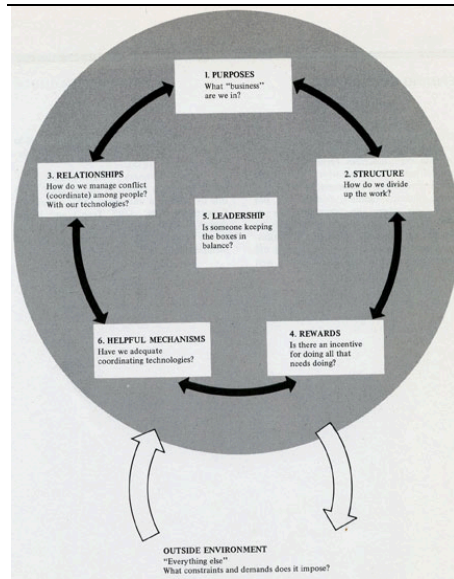 1. PURPOSES
What "business"
are we in?
3. RELATIONSHIPS
How do we manage conflict
(coordinate) among people?
With our technologies?
2. STRUCTURE
How do we divide
up the work?
5. LEADERSHIP
Is someone keeping
the boxes in
balance?
6. HELPFUL MECHANISMS
Have we adequate
coordinating technologies?
4. REWARDS
Is there an incentive
for doing all that
needs doing?
OUTSIDE ENVIRONMENT
"Everything else"
What constraints and demands does it impose?